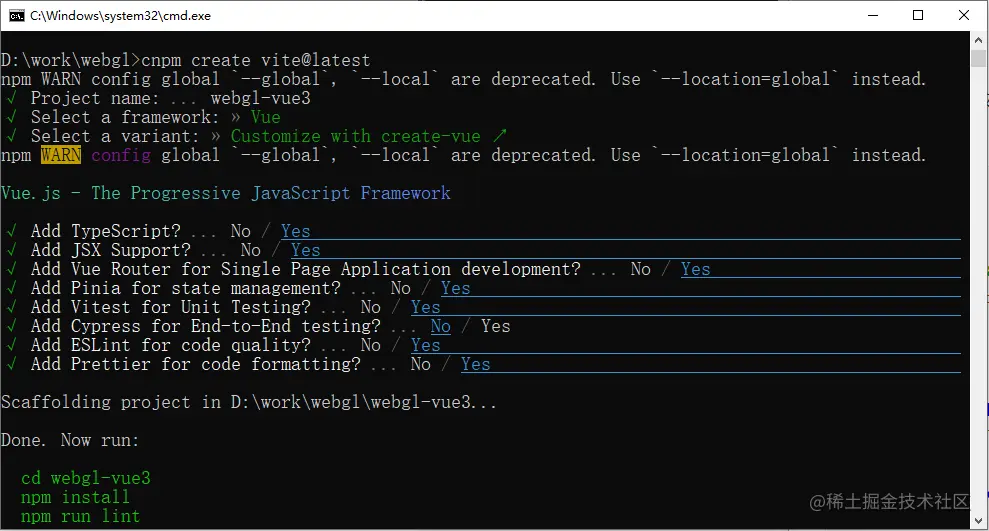 C:\Windows\system32\cmd.exe
D:\work\webgl>cnpm create vite@latest
npm WARN config global `--global`, `--local` are deprecated. Use `--location=global` instead.
√ Project name: ... webgl-vue3
√ Select a framework: » Vue
√ Select a variant: » Customize with create-vue ↗
npm WARN config global `--global`, `--local` are deprecated. Use `--location=global` instead.
Vue.js - The Progressive JavaScript Framework
√ Add TypeScript? ... No / Yes
√ Add JSX Support? ... No / Yes
√ Add Vue Router for Single Page Application development? ... No / Yes
√ Add Pinia for state management? ... No / Yes
√ Add Vitest for Unit Testing? ... No / Yes
√ Add Cypress for End-to-End testing? ... No / Yes
√ Add ESLint for code quality? ... No / Yes
√ Add Prettier for code formatting? ... No / Yes
Scaffolding project in D:\work\webgl\webgl-vue3...
Done. Now run:
cd webgl-vue3
npm install
npm run lint
@稀土掘金技术社区